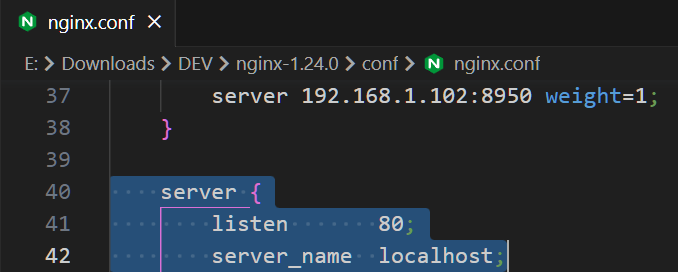 nginx.conf ×
E: > Downloads > DEV > nginx-1.24.0 > conf > nginx.conf
37 server 192.168.1.102:8950 weight=1;
38 }
39
40 server {
41 listen 80;
42 server_name localhost;